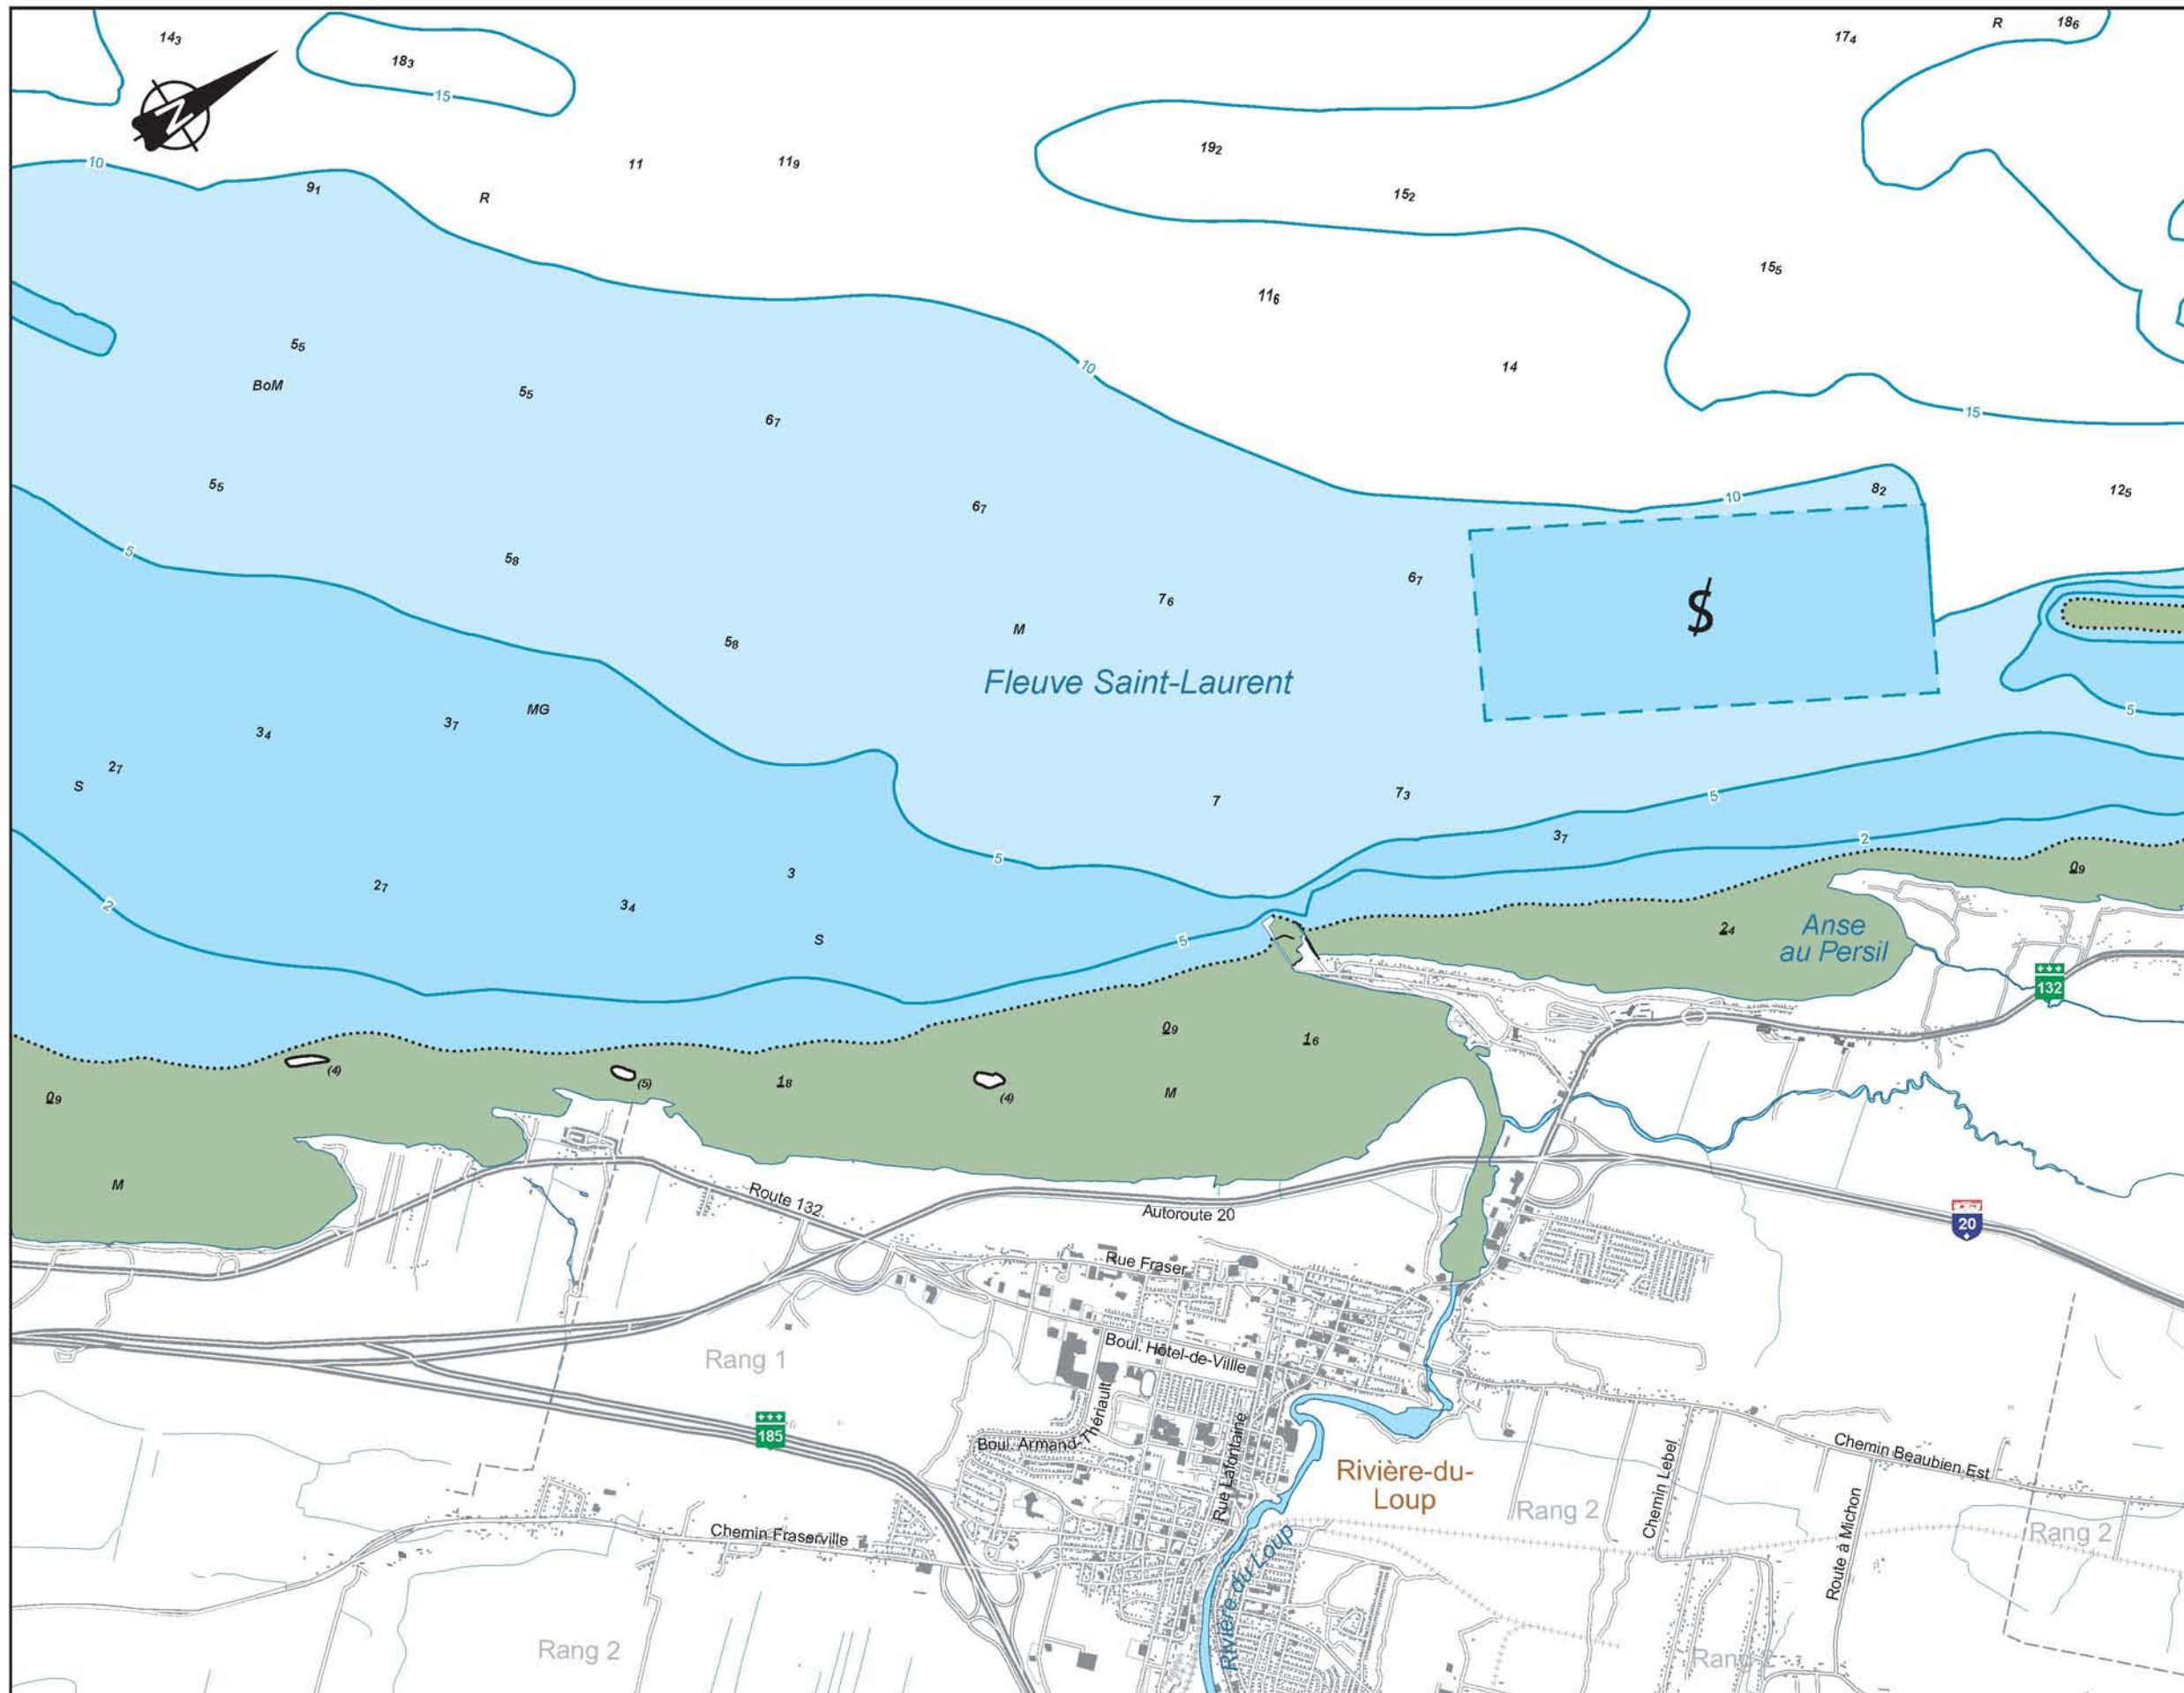 14₃
18₃
15
R
18₆
17₄
N
10
9₁
R
11
11₉
19₂
15₂
15₅
11₆
14
10
15
5₅
BoM
5₅
6₇
5₅
6₇
10
8₂
12₅
5
5₈
6₇
7₆
$
5₈
M
Fleuve Saint-Laurent
3₄
3₇
MG
5
2₇
S
7
7₃
5
3₇
2
5
2₇
3
2
3₄
S
5
0₉
2₄
Anse
au Persil
132
0₉
1₆
(4)
(5)
1₈
(4)
M
0₉
M
Route 132
Autoroute 20
20
Rue Fraser
Boul. Hôtel-de-Villle
Rang 1
185
Boul. Armand-Thériault
Rue Lafontaine
Rivière-du-
Loup
Chemin Lebel
Chemin Beaubien Est
Route à Michon
Rang 2
Rang 2
Chemin Fraserville
Rivière du Loup
Rang 2
Rang 2